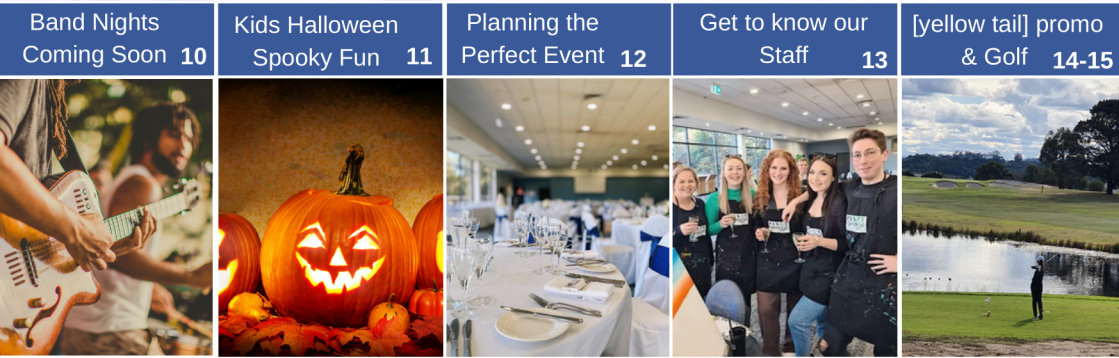 Band Nights
Coming Soon 10
Kids Halloween
Spooky Fun 11
Planning the
Perfect Event 12
Get to know our
Staff 13
[yellow tail] promo
& Golf 14-15